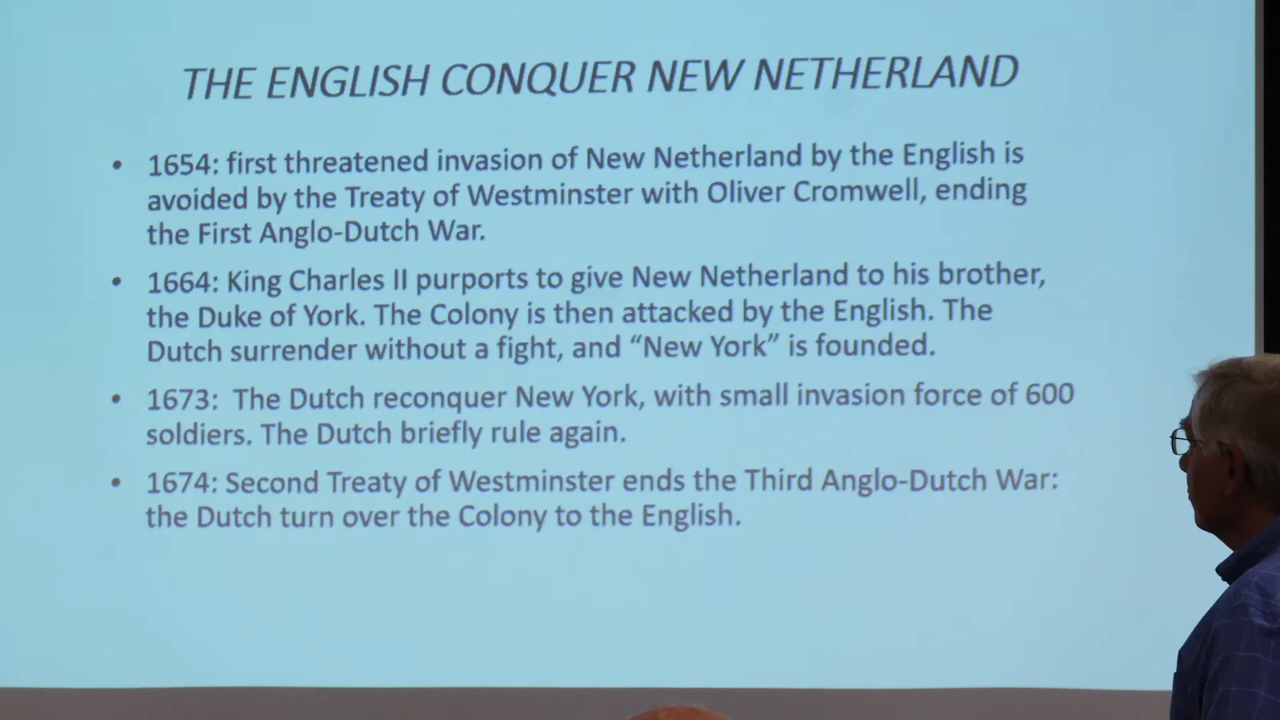 THE ENGLISH CONQUER NEW NETHERLAND
• 1654: first threatened invasion of New Netherland by the English is
avoided by the Treaty of Westminster with Oliver Cromwell, ending
the First Anglo-Dutch War.
• 1664: King Charles II purports to give New Netherland to his brother,
the Duke of York. The Colony is then attacked by the English. The
Dutch surrender without a fight, and “New York” is founded.
• 1673: The Dutch reconquer New York, with small invasion force of 600
soldiers. The Dutch briefly rule again.
• 1674: Second Treaty of Westminster ends the Third Anglo-Dutch War:
the Dutch turn over the Colony to the English.